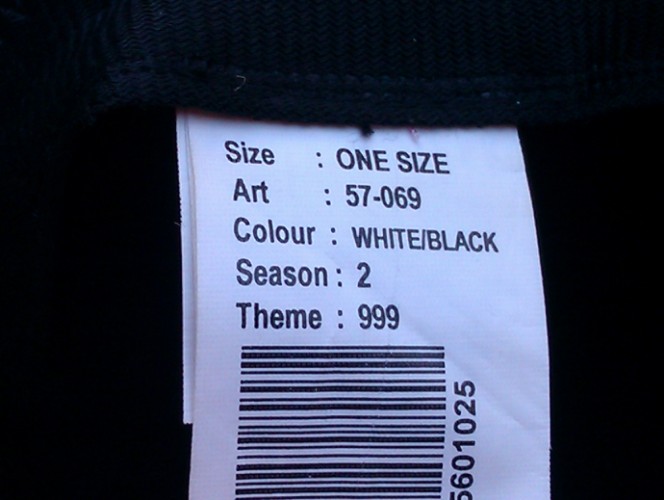 Size : ONE SIZE
Art : 57-069
Colour : WHITE/BLACK
Season : 2
Theme : 999
5601025